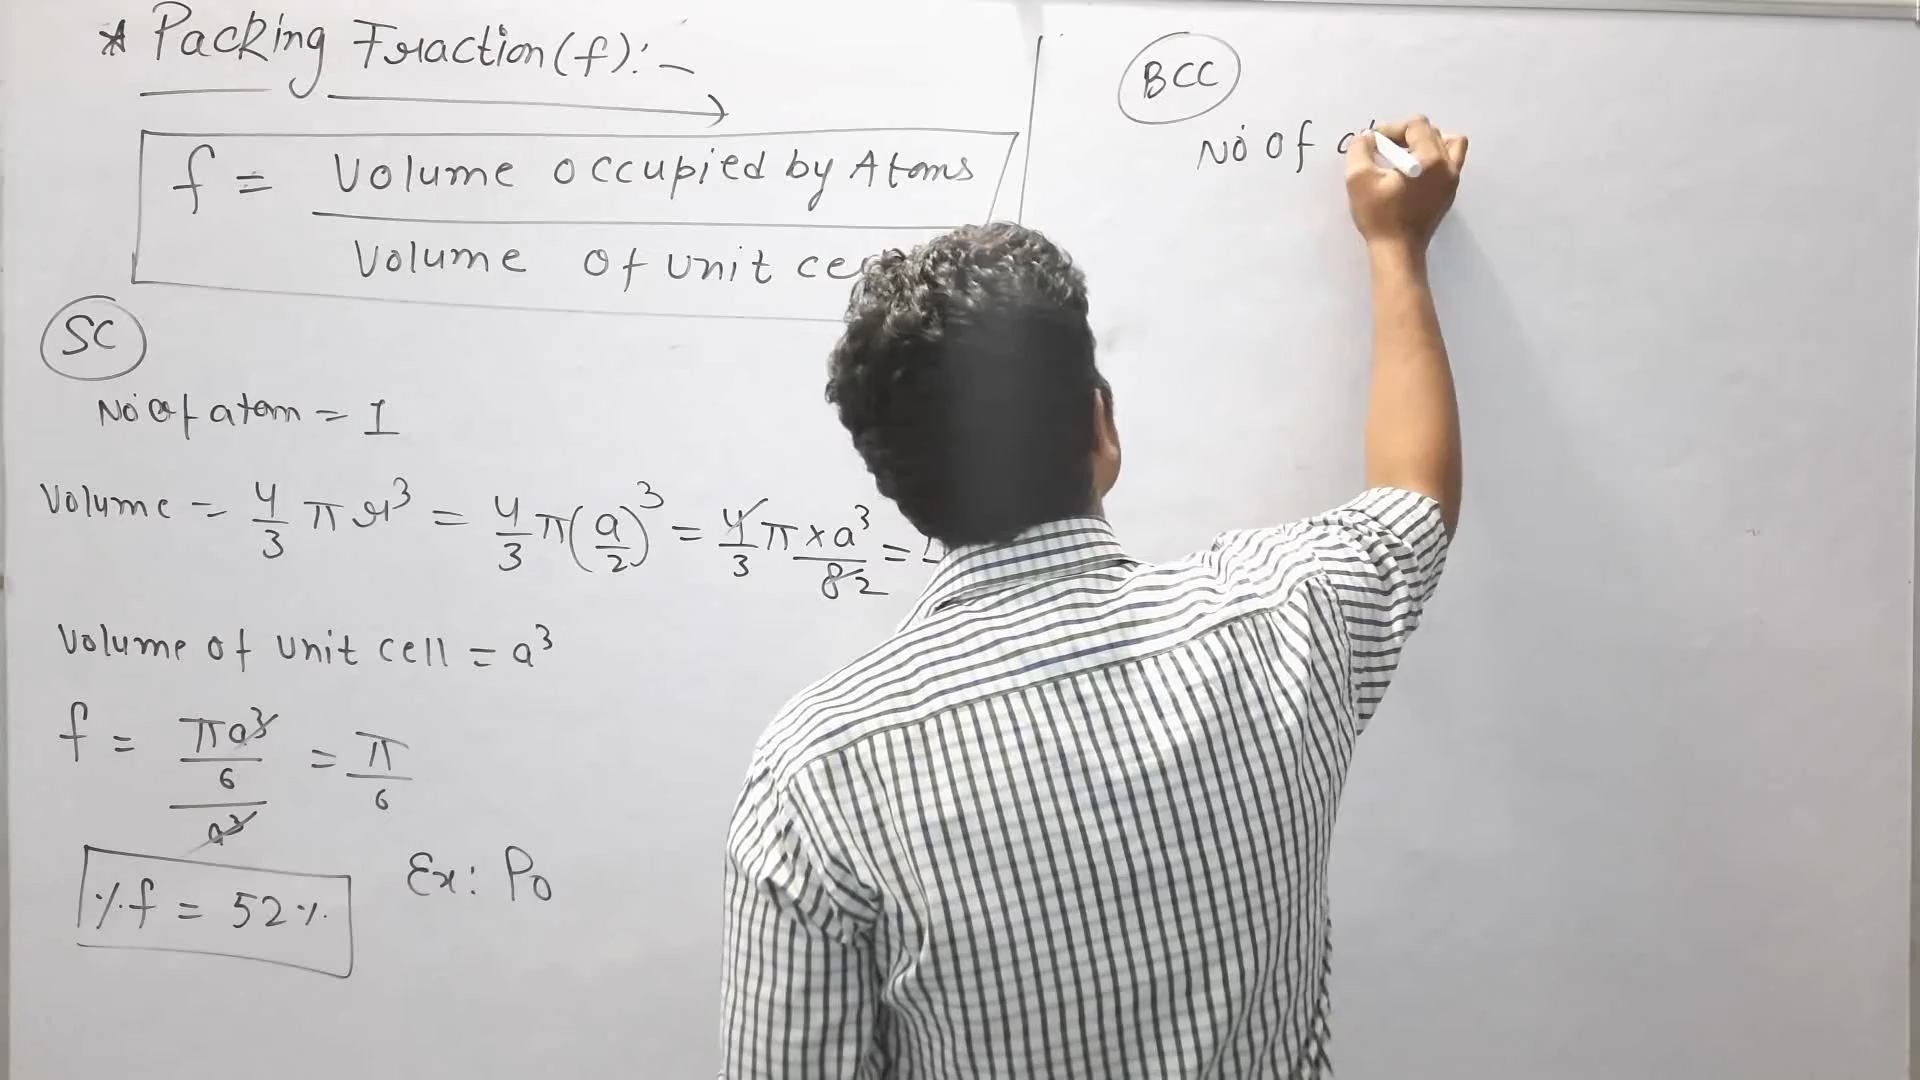 * Packing Fraction (f):-
f = Volume occupied by Atoms
Volume of unit
SC
No of atom = 1
Volume = 4/3 π r³ = 4/3 π (a/2)³ = 4/3 π × a³/82 =
Volume of unit cell = a³
f = πa³/6 / a³ = π/6
% f = 52 %
Ex: Po
BCC
No of